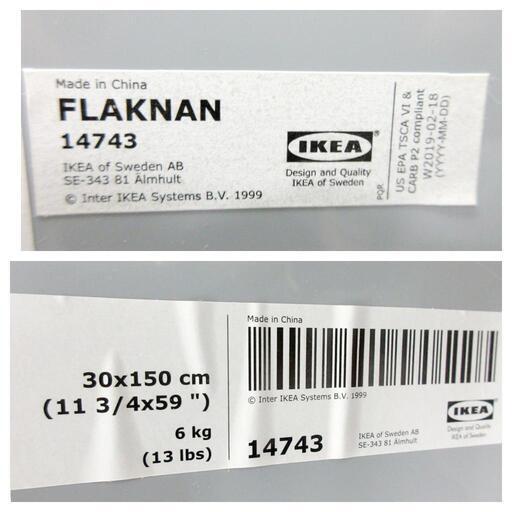 Made in China
FLAKNAN
14743
IKEA of Sweden AB
SE-343 81 Älmhult
© Inter IKEA Systems B.V. 1999
IKEA
Design and Quality
IKEA of Sweden
PQR
US EPA TSCA VI &
CARB P2 compliant
W2019-02-18
(YYYY-MM-DD)
30x150 cm
(11 3/4x59 ")
6 kg
(13 lbs)
Made in China
© Inter IKEA Systems B.V. 1999
14743
IKEA of Sweden AB
SE-343 81 Älmhult
IKEA
Design and Quality
IKEA of Sweden